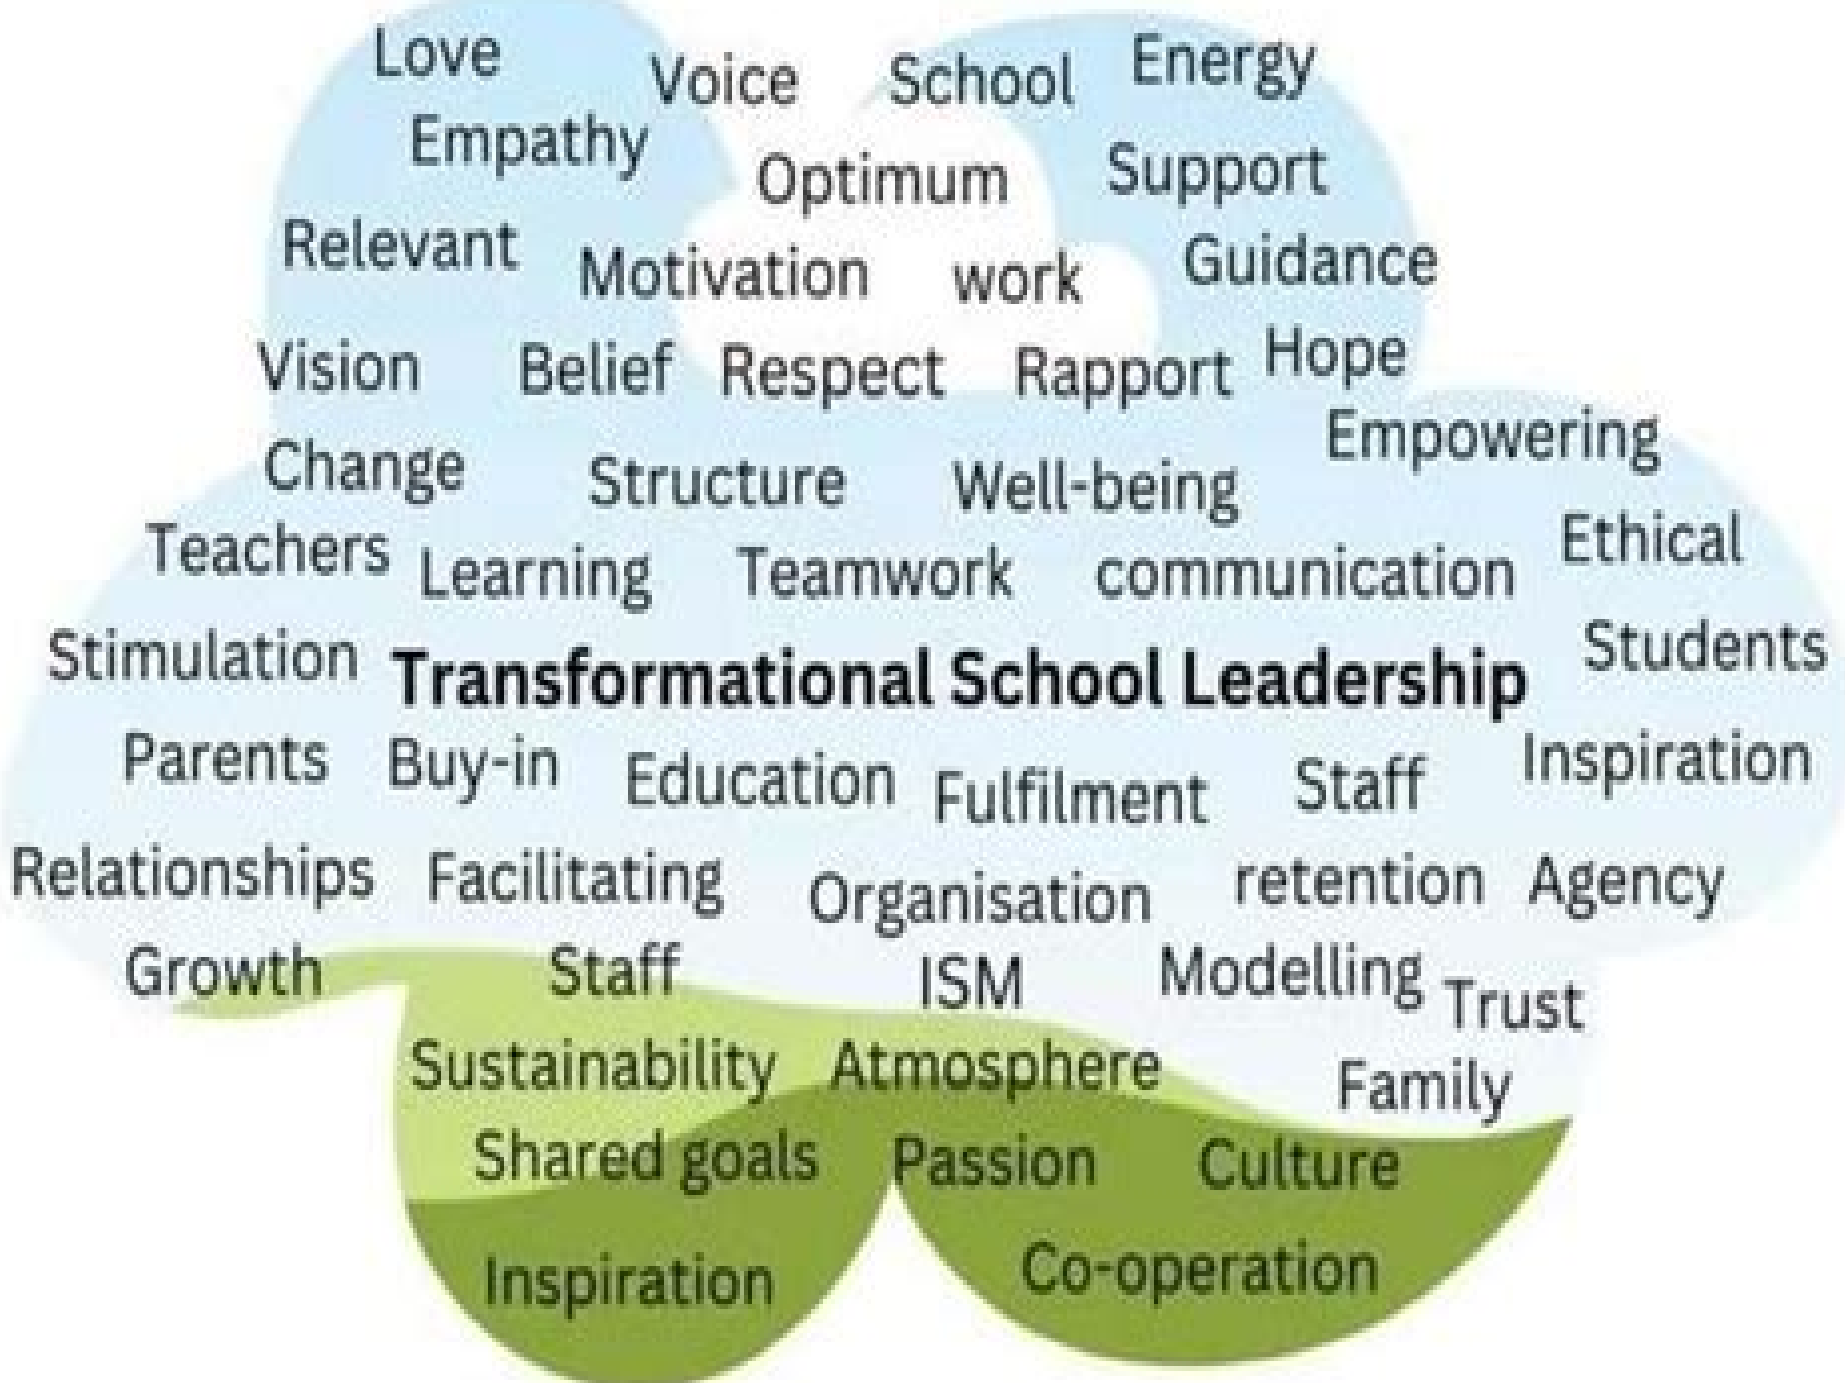 Love Voice School Energy
Empathy Optimum Support
Relevant Motivation work Guidance
Vision Belief Respect Rapport Hope
Change Structure Well-being Empowering
Teachers Learning Teamwork communication Ethical
Stimulation Transformational School Leadership Students
Parents Buy-in Education Fulfilment Staff Inspiration
Relationships Facilitating Organisation retention Agency
Growth Staff ISM Modelling Trust
Sustainability Atmosphere Family
Shared goals Passion Culture
Inspiration Co-operation